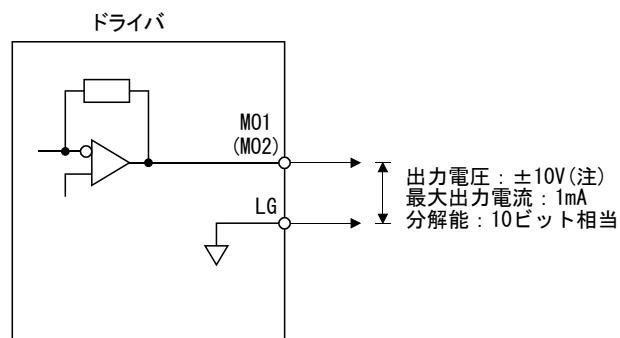 ドライバ
MO1
(MO2)
LG
出力電圧：±10V(注)
最大出力電流：1mA
分解能：10ビット相当